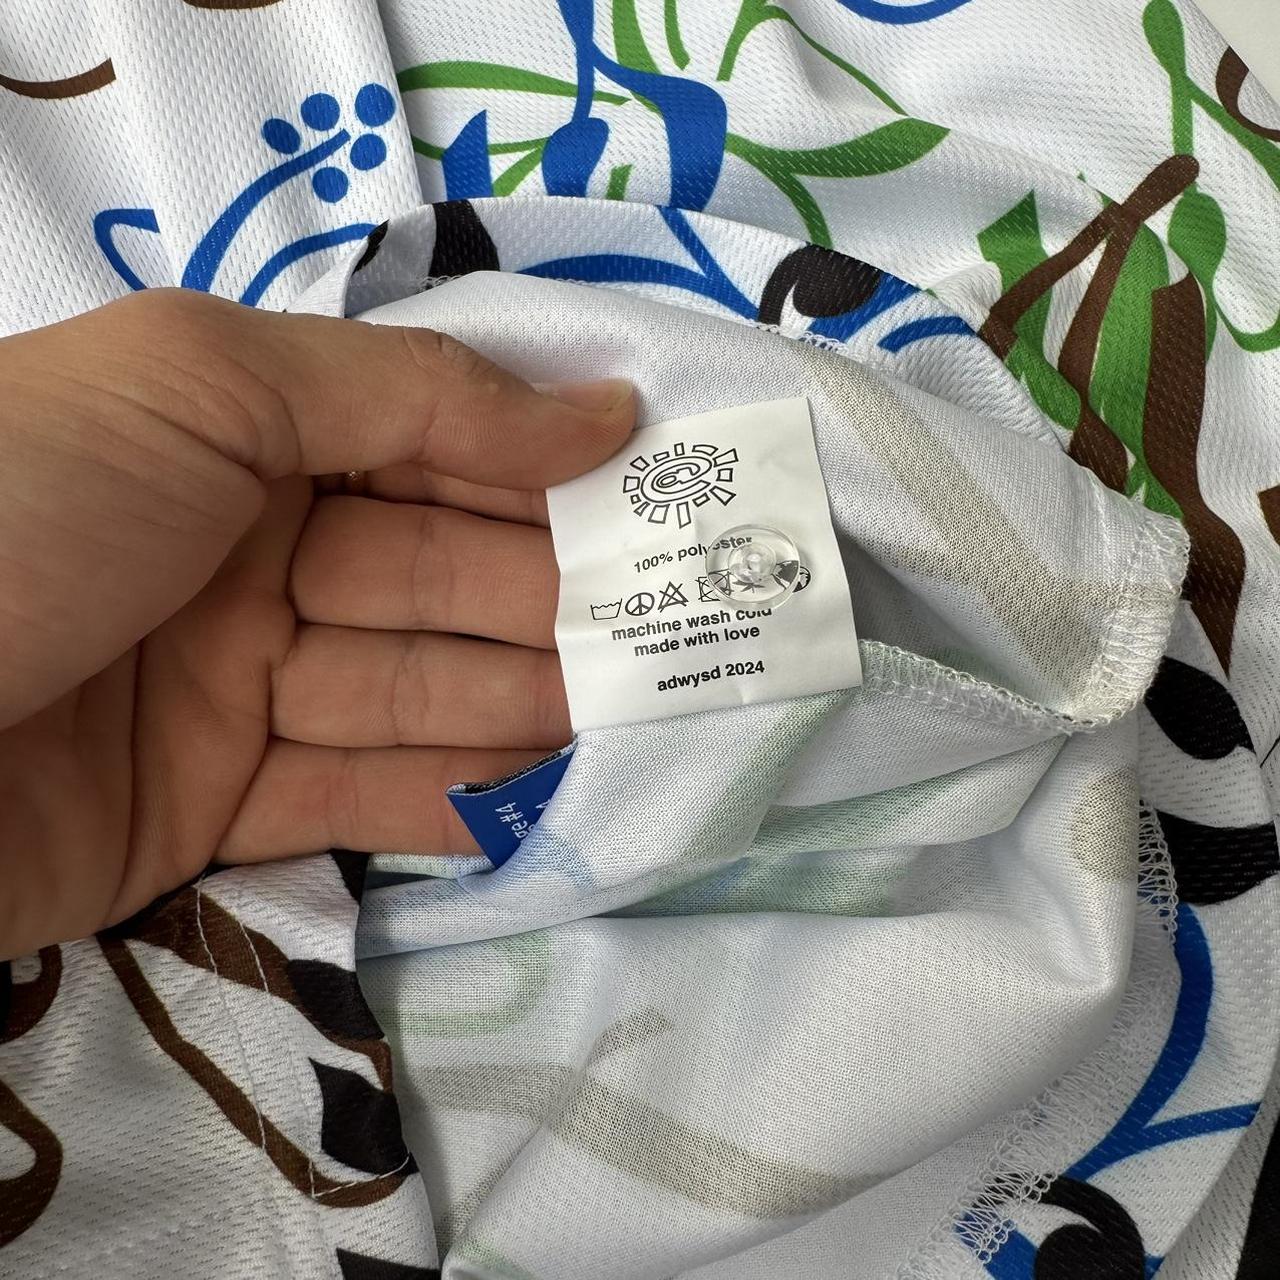 100% polyester
machine wash cold
made with love
adwysd 2024